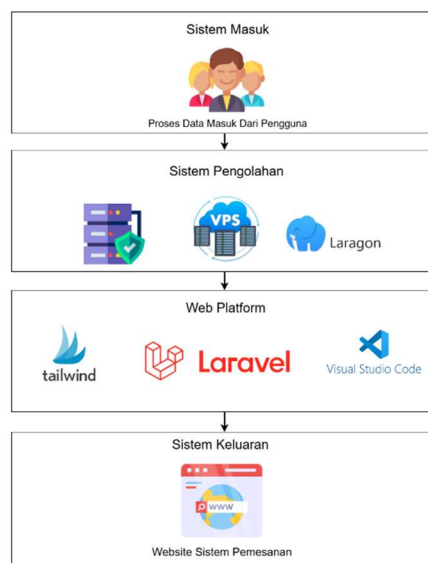 Sistem Masuk
Proses Data Masuk Dari Pengguna
Sistem Pengolahan
VPS
Laragon
Web Platform
tailwind
Laravel
Visual Studio Code
Sistem Keluaran
www
Website Sistem Pemesanan